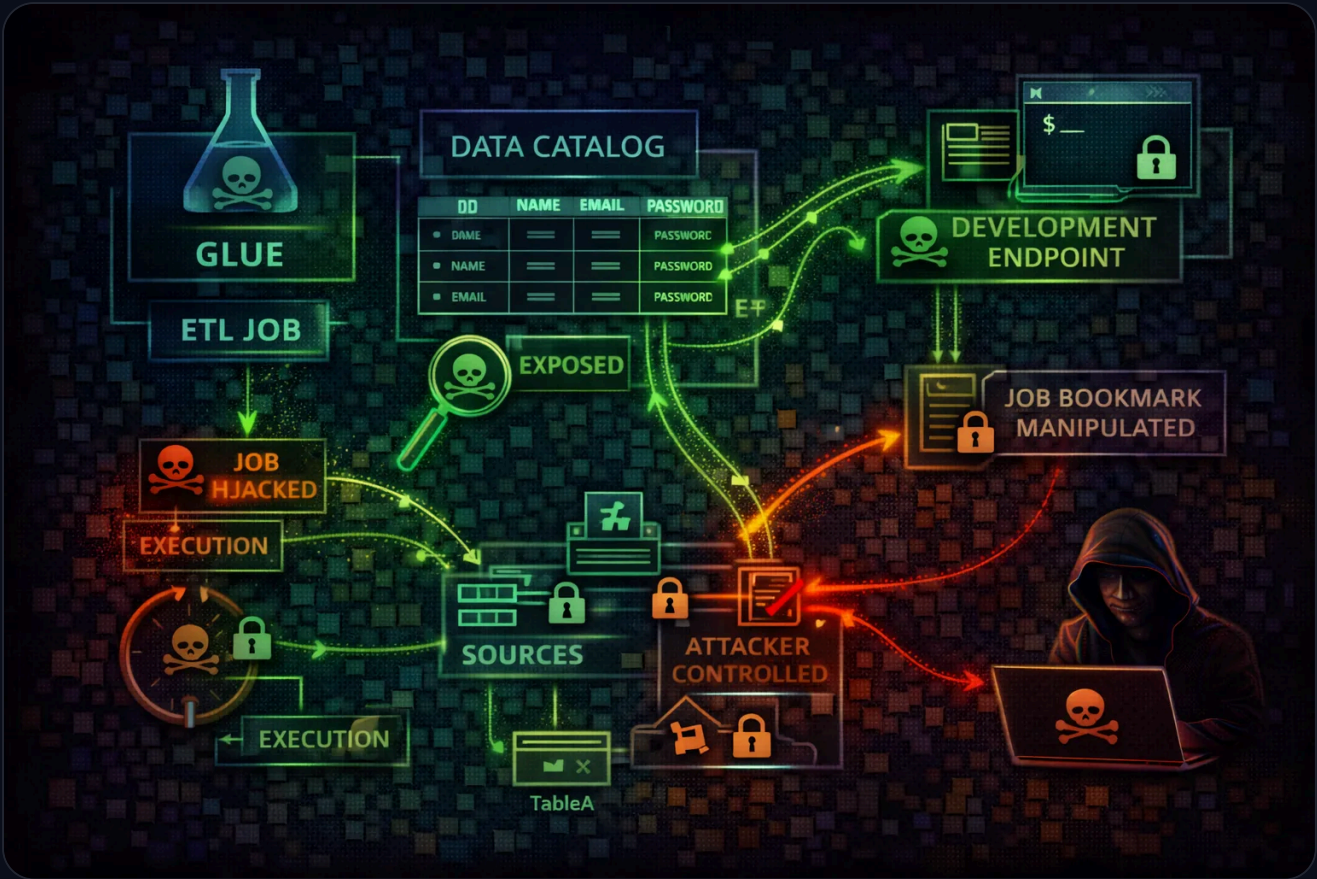 GLUE
ETL JOB
DATA CATALOG
DD NAME EMAIL PASSWORD
DAME PASSWORD
NAME PASSWORD
EMAIL PASSWORD
EXPOSED
$_
DEVELOPMENT
ENDPOINT
JOB BOOKMARK
MANIPULATED
JOB
HJACKED
EXECUTION
EXECUTION
SOURCES
TableA
ATTACKER
CONTROLLED